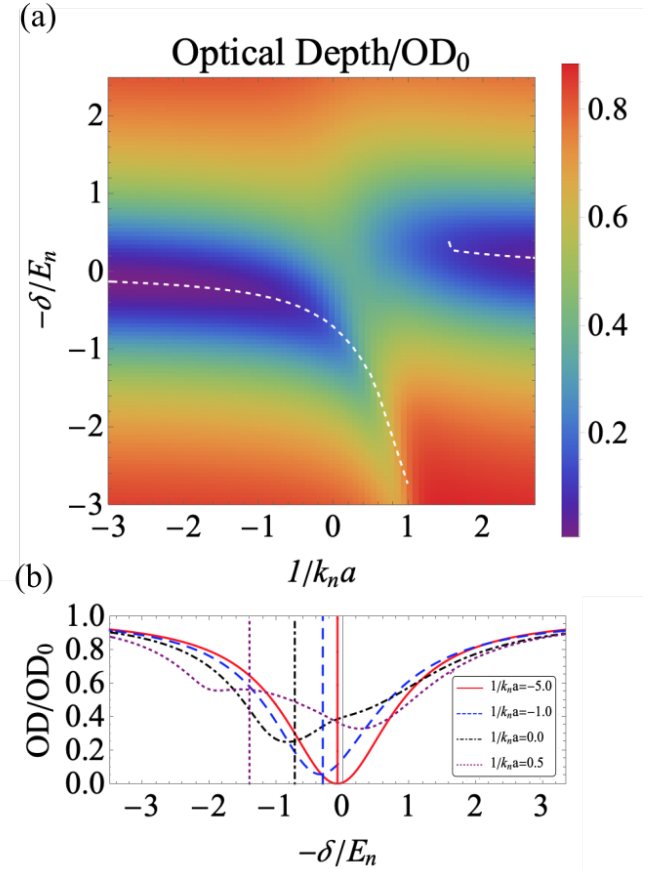 (a)
Optical Depth/OD₀
2
1
0
−1
−2
−3
−δ/Eₙ
−3 −2 −1 0 1 2
1/kₙa
0.8
0.6
0.4
0.2
(b)
1.0
0.8
0.6
0.4
0.2
0.0
OD/OD₀
1/kₙa=−5.0
1/kₙa=−1.0
1/kₙa=0.0
1/kₙa=0.5
−3 −2 −1 0 1 2 3
−δ/Eₙ